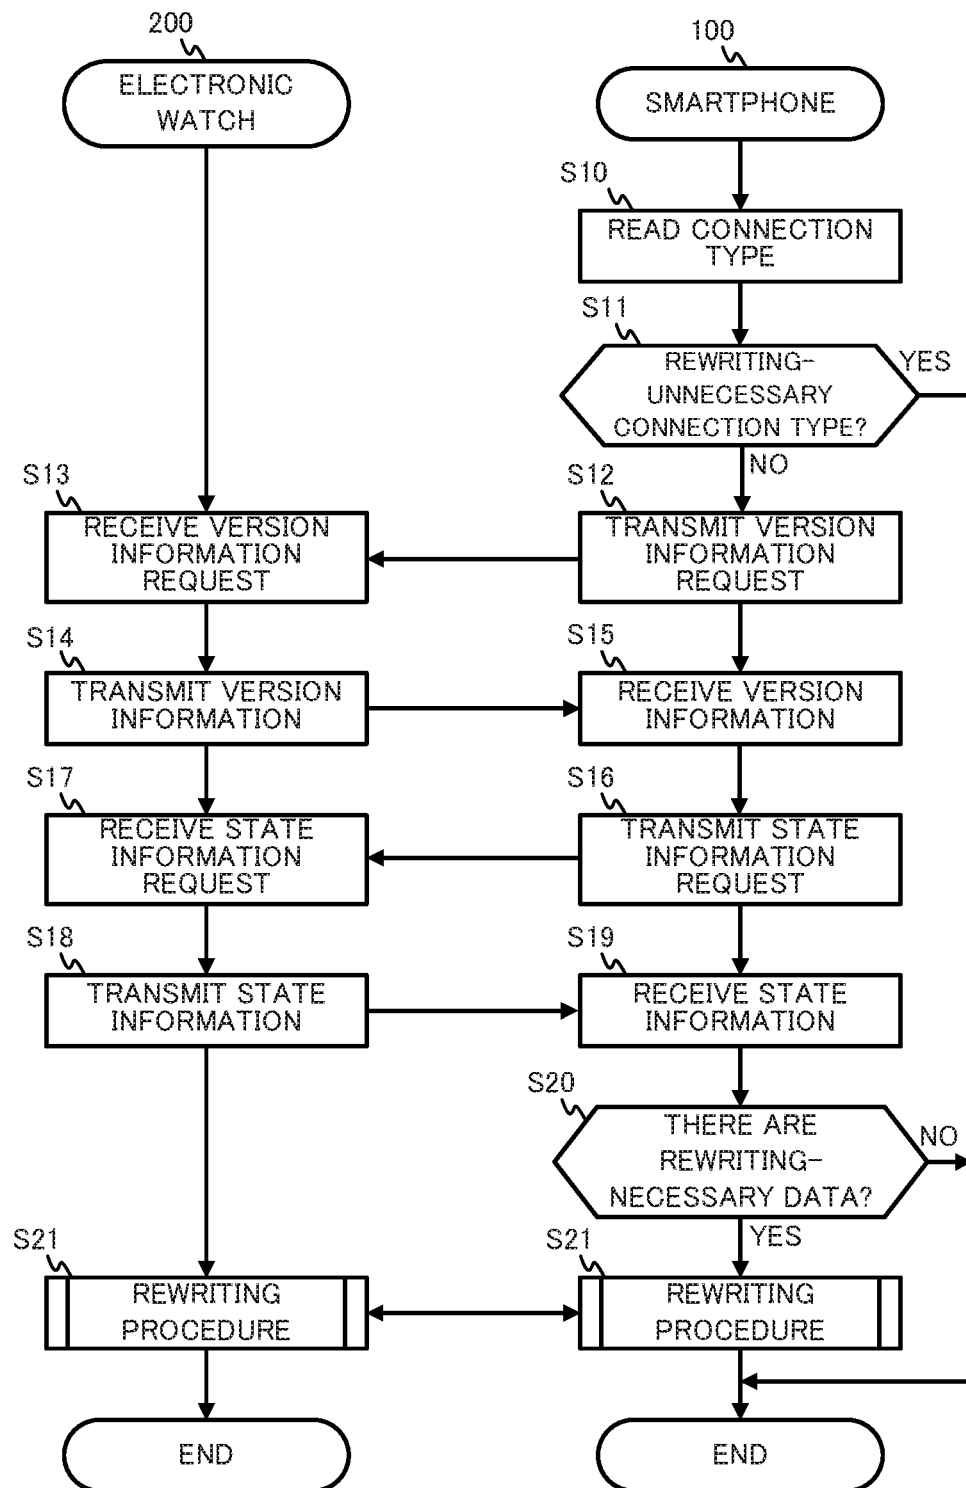 200
ELECTRONIC
WATCH
100
SMARTPHONE
S10
READ CONNECTION
TYPE
S11
REWRITING-
UNNECESSARY
CONNECTION TYPE?
YES
NO
S13
RECEIVE VERSION
INFORMATION
REQUEST
S12
TRANSMIT VERSION
INFORMATION
REQUEST
S14
TRANSMIT VERSION
INFORMATION
S15
RECEIVE VERSION
INFORMATION
S17
RECEIVE STATE
INFORMATION
REQUEST
S16
TRANSMIT STATE
INFORMATION
REQUEST
S18
TRANSMIT STATE
INFORMATION
S19
RECEIVE STATE
INFORMATION
S20
THERE ARE
REWRITING-
NECESSARY DATA?
NO
YES
S21
REWRITING
PROCEDURE
S21
REWRITING
PROCEDURE
END
END